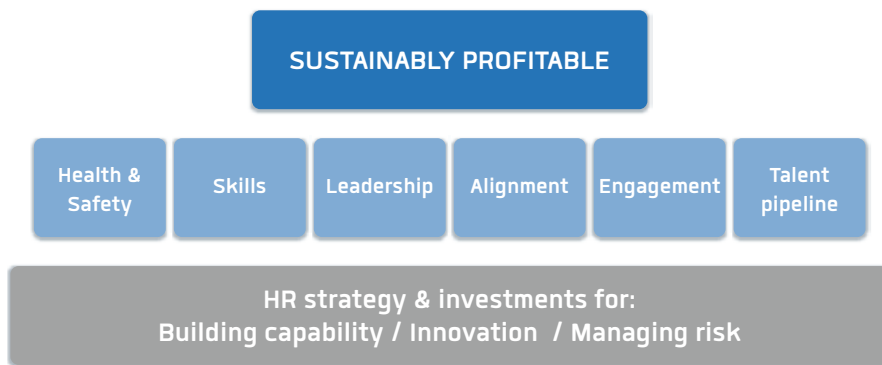 SUSTAINABLY PROFITABLE
Health &
Safety
Skills
Leadership
Alignment
Engagement
Talent
pipeline
HR strategy & investments for:
Building capability / Innovation / Managing risk